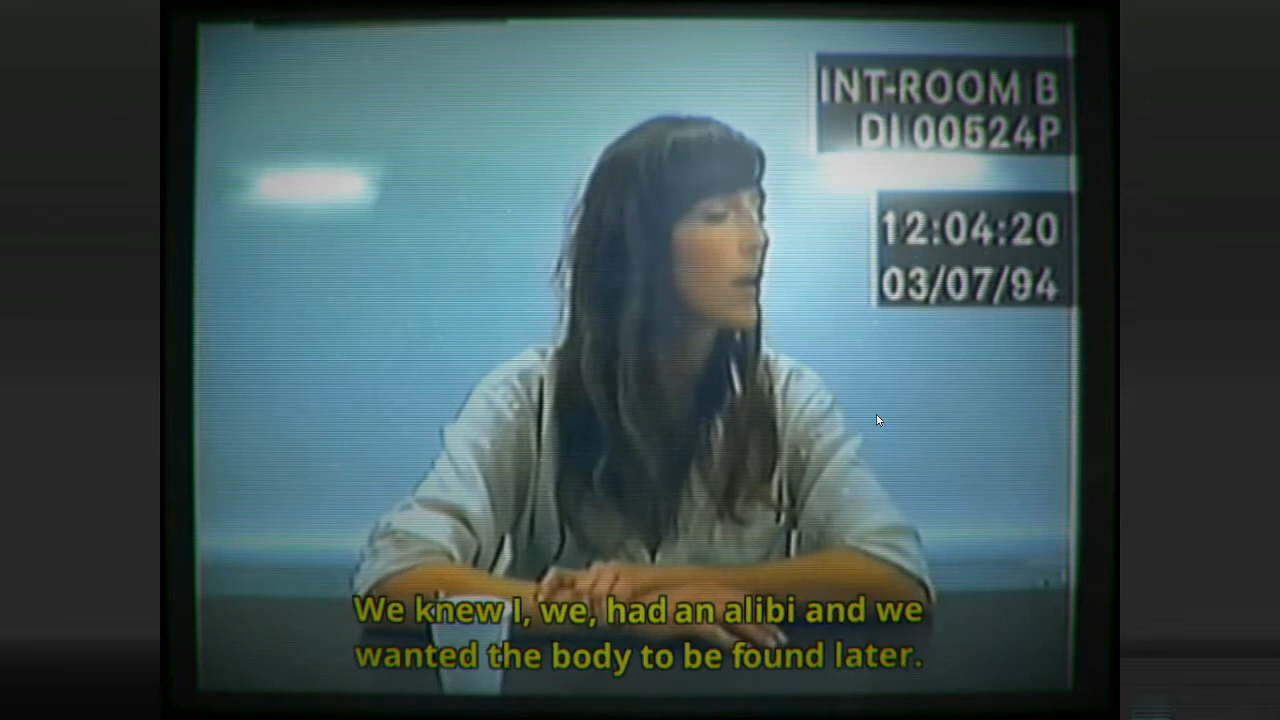 INT-ROOM B
DI 00524P
12:04:20
03/07/94
We knew I, we, had an alibi and we
wanted the body to be found later.